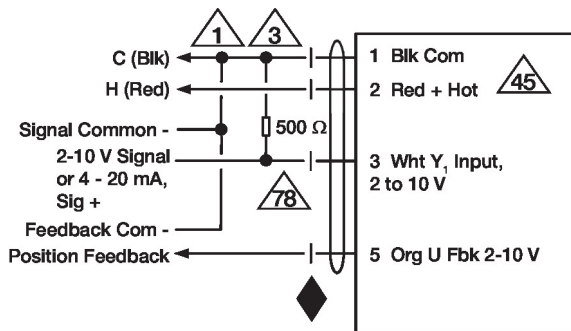 1
3
C (Blk)
1 Blk Com
H (Red)
2 Red + Hot
45
Signal Common -
500 Ω
2-10 V Signal
or 4 - 20 mA,
Sig +
3 Wht Y₁ Input,
2 to 10 V
78
Feedback Com -
Position Feedback
5 Org U Fbk 2-10 V